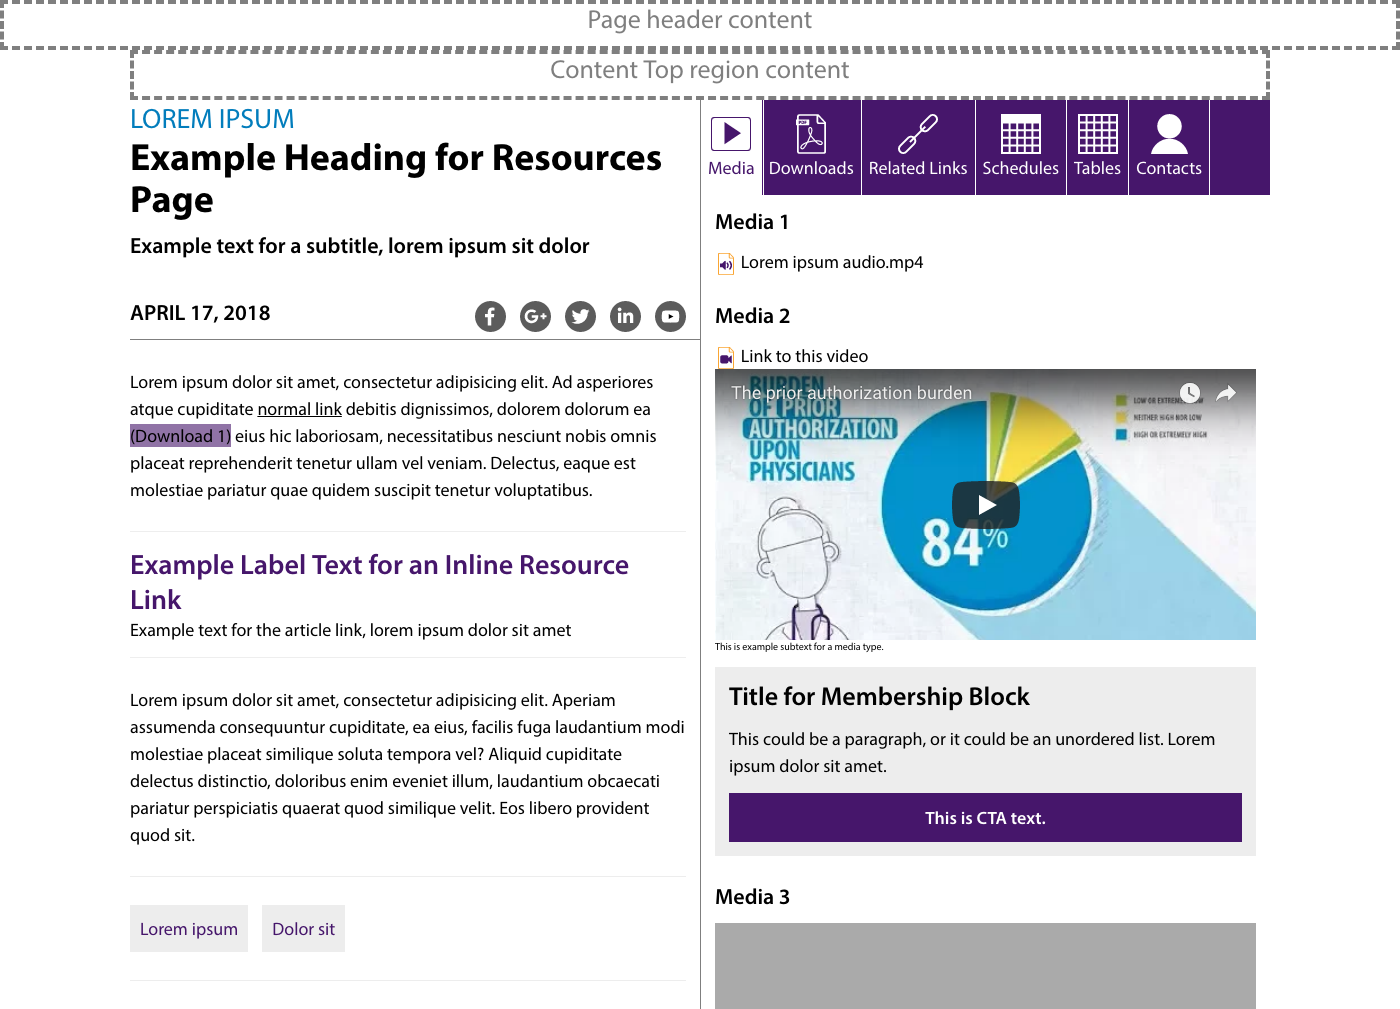 Page header content
Content Top region content
LOREM IPSUM
Example Heading for Resources
Page
Example text for a subtitle, lorem ipsum sit dolor
APRIL 17, 2018
Lorem ipsum dolor sit amet, consectetur adipisicing elit. Ad asperiores
atque cupiditate normal link debitis dignissimos, dolorem dolorum ea
(Download 1) eius hic laboriosam, necessitatibus nesciunt nobis omnis
placeat reprehenderit tenetur ullam vel veniam. Delectus, eaque est
molestiae pariatur quae quidem suscipit tenetur voluptatibus.
Example Label Text for an Inline Resource
Link
Example text for the article link, lorem ipsum dolor sit amet
Lorem ipsum dolor sit amet, consectetur adipisicing elit. Aperiam
assumenda consequuntur cupiditate, ea eius, facilis fuga laudantium modi
molestiae placeat similique soluta tempora vel? Aliquid cupiditate
delectus distinctio, doloribus enim eveniet illum, laudantium obcaecati
pariatur perspiciatis quaerat quod similique velit. Eos libero provident
quod sit.
Lorem ipsum Dolor sit
PDF
Media Downloads Related Links Schedules Tables Contacts
Media 1
Lorem ipsum audio.mp4
Media 2
Link to this video
The prior authorization burden
BURDEN
OF PRIOR
AUTHORIZATION
UPON
PHYSICIANS
LOW OR EXTREMELY LOW
NEITHER HIGH NOR LOW
HIGH OR EXTREMELY HIGH
84%
This is example subtext for a media type.
Title for Membership Block
This could be a paragraph, or it could be an unordered list. Lorem
ipsum dolor sit amet.
This is CTA text.
Media 3